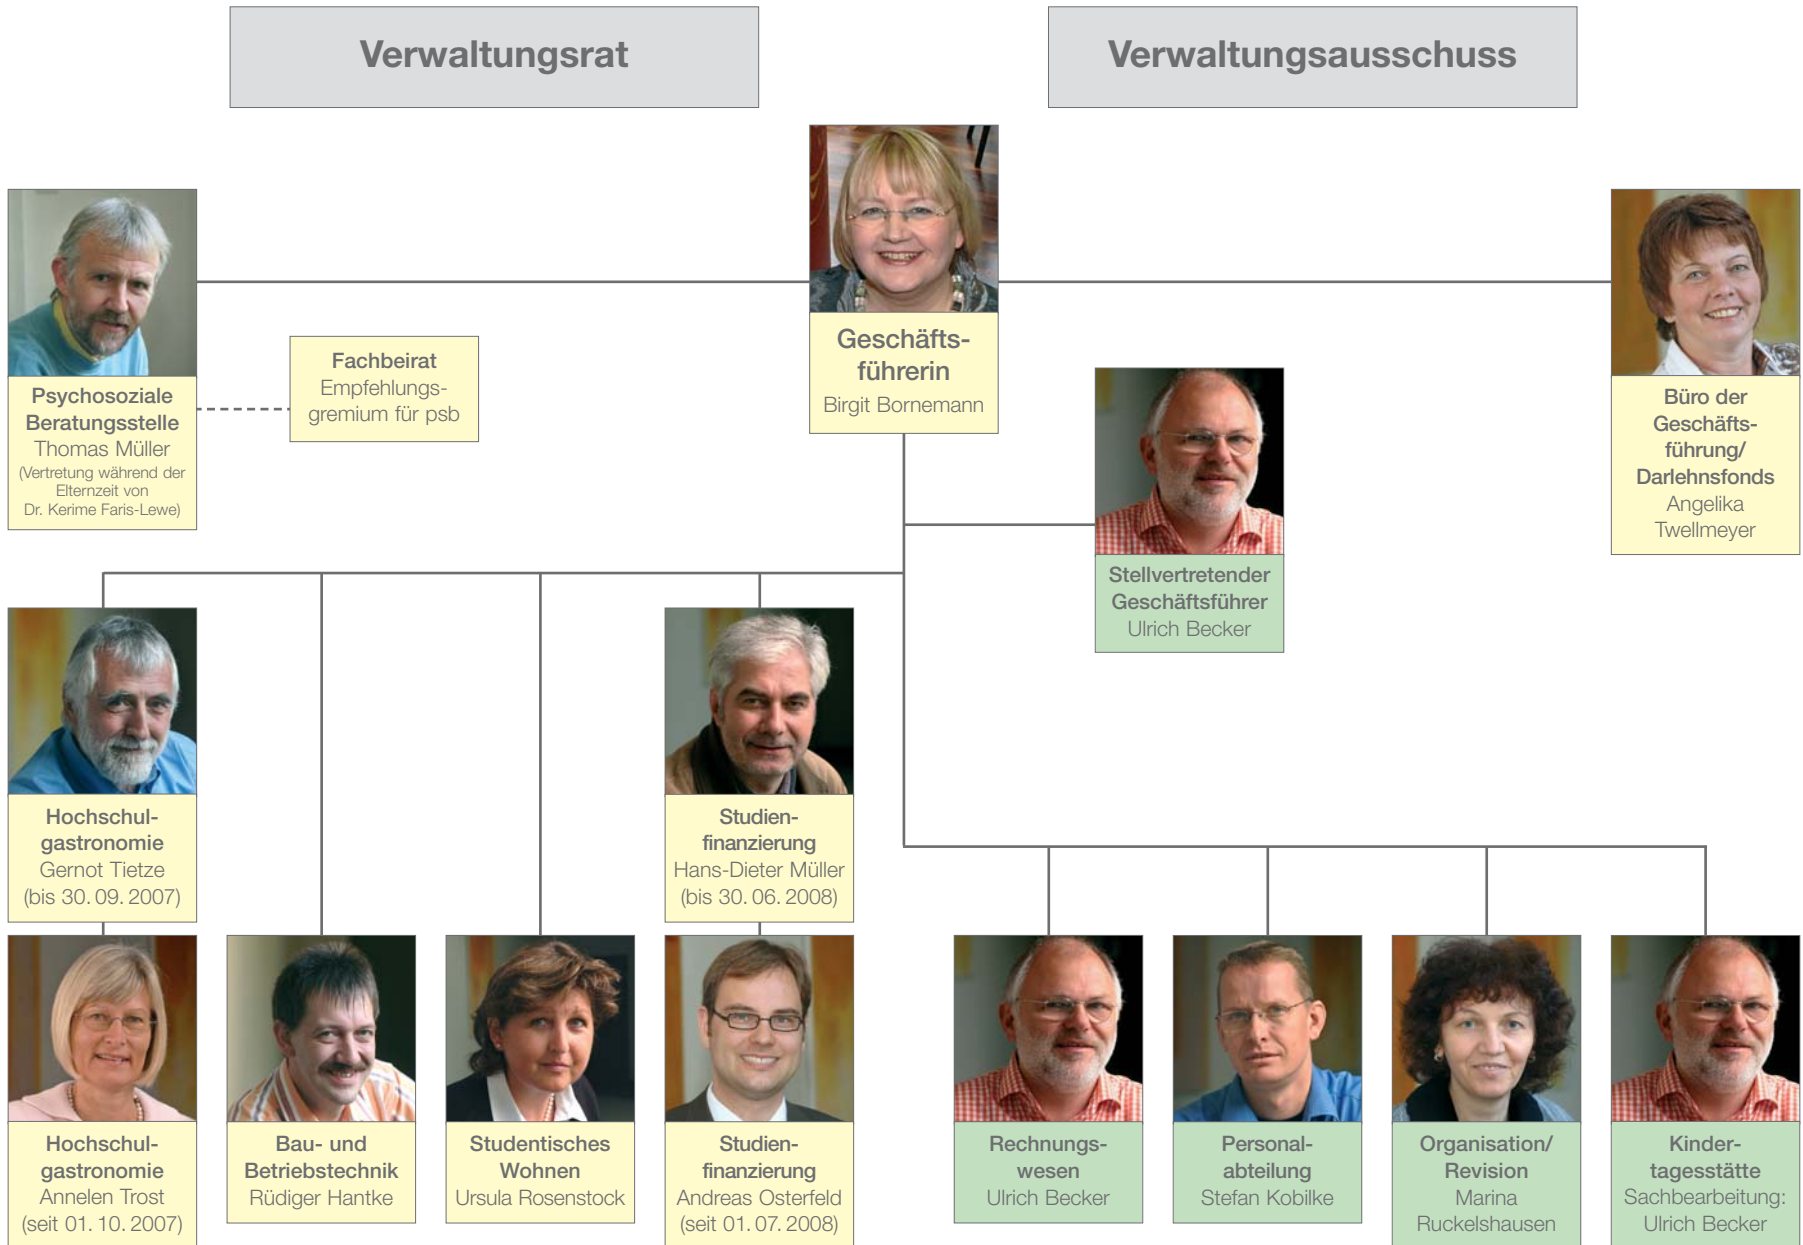 Verwaltungsrat
Verwaltungsausschuss
Geschäfts-
führerin
Birgit Bornemann
Psychosoziale
Beratungsstelle
Thomas Müller
(Vertretung während der
Elternzeit von
Dr. Kerime Faris-Lewe)
Fachbeirat
Empfehlungs-
gremium für psb
Büro der
Geschäfts-
führung/
Darlehnsfonds
Angelika
Twellmeyer
Stellvertretender
Geschäftsführer
Ulrich Becker
Hochschul-
gastronomie
Gernot Tietze
(bis 30. 09. 2007)
Studien-
finanzierung
Hans-Dieter Müller
(bis 30. 06. 2008)
Hochschul-
gastronomie
Annelen Trost
(seit 01. 10. 2007)
Bau- und
Betriebstechnik
Rüdiger Hantke
Studentisches
Wohnen
Ursula Rosenstock
Studien-
finanzierung
Andreas Osterfeld
(seit 01. 07. 2008)
Rechnungs-
wesen
Ulrich Becker
Personal-
abteilung
Stefan Kobilke
Organisation/
Revision
Marina
Ruckelshausen
Kinder-
tagesstätte
Sachbearbeitung:
Ulrich Becker